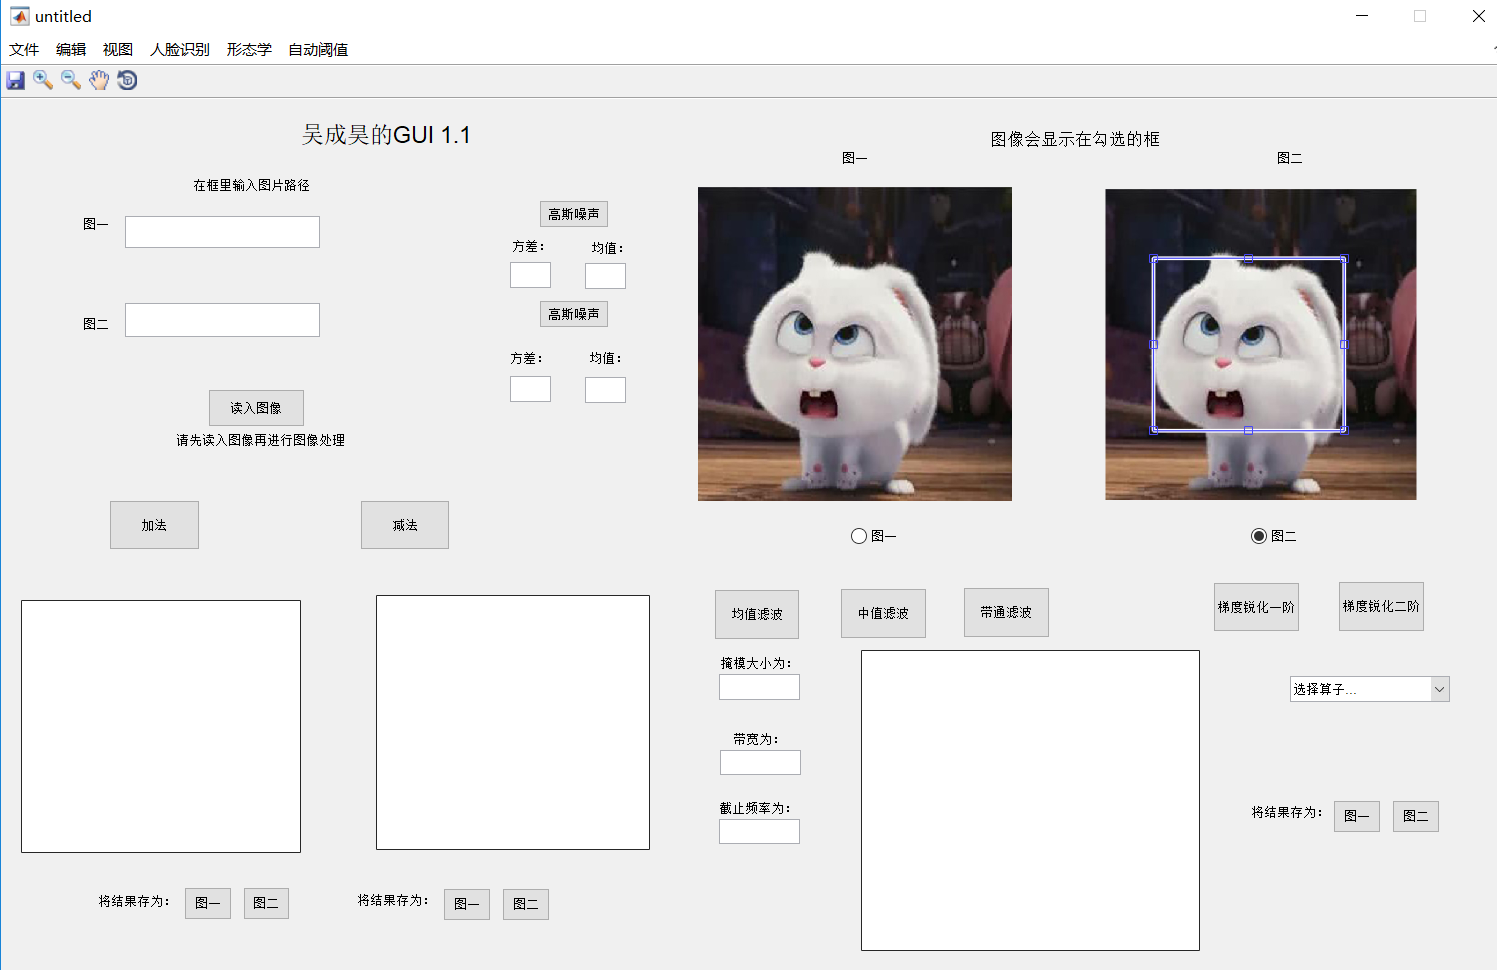 untitled
文件 编辑 视图 人脸识别 形态学 自动阈值
吴成昊的GUI 1.1
图像会显示在勾选的框
图一
图二
在框里输入图片路径
图一
图二
高斯噪声
方差：
均值：
高斯噪声
方差：
均值：
读入图像
请先读入图像再进行图像处理
加法
减法
图一
图二
均值滤波
中值滤波
带通滤波
梯度锐化一阶
梯度锐化二阶
掩模大小为：
选择算子...
带宽为：
截止频率为：
将结果存为：
图一
图二
将结果存为：
图一
图二
将结果存为：
图一
图二